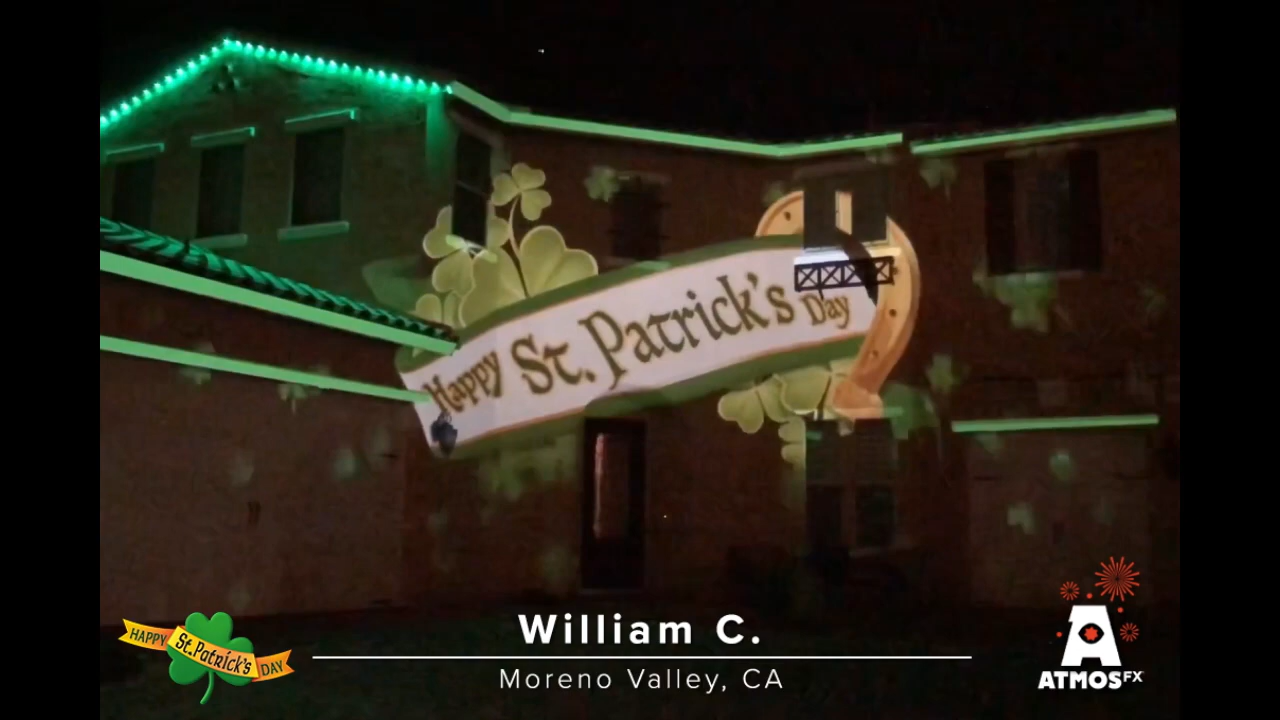 Happy St. Patrick's Day
William C.
Moreno Valley, CA
HAPPY St. Patrick's DAY
ATMOSFX